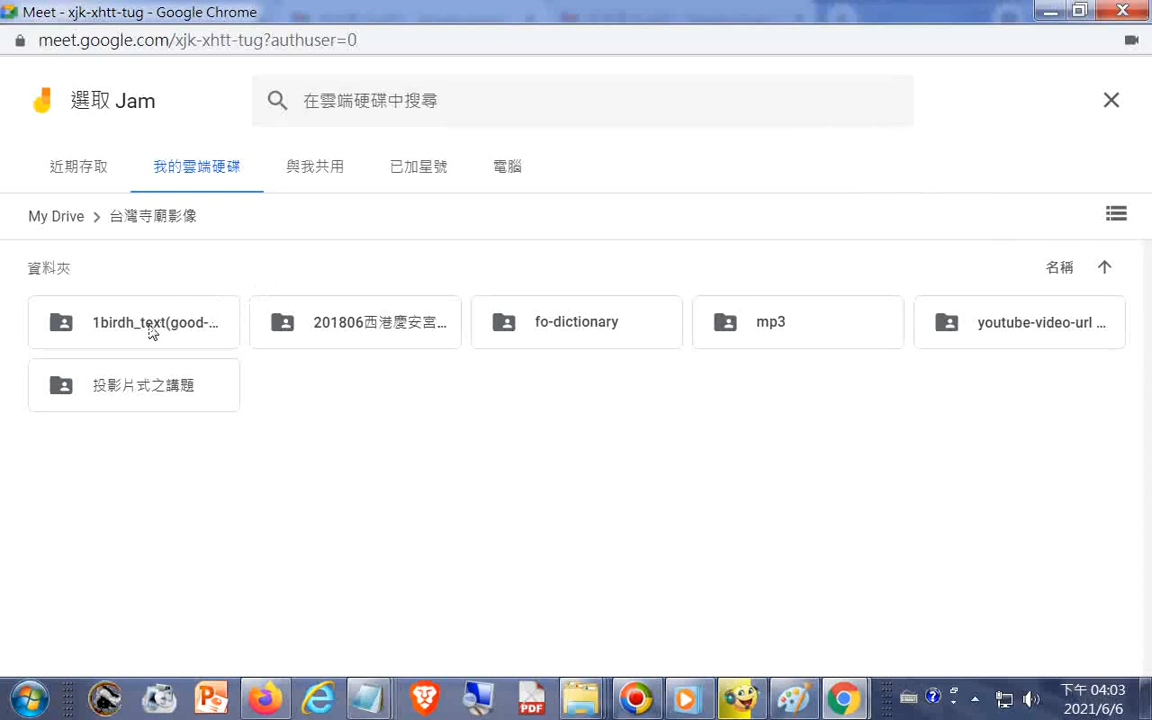 Meet - xjk-xhtt-tug - Google Chrome
meet.google.com/xjk-xhtt-tug?authuser=0
選取 Jam
在雲端硬碟中搜尋
近期存取 我的雲端硬碟 與我共用 已加星號 電腦
My Drive 台灣寺廟影像
資料夾 名稱
1birdh_text(good-... 201806西港慶安宮... fo-dictionary mp3 youtube-video-url ...
投影片式之講題
下午 04:03
2021/6/6